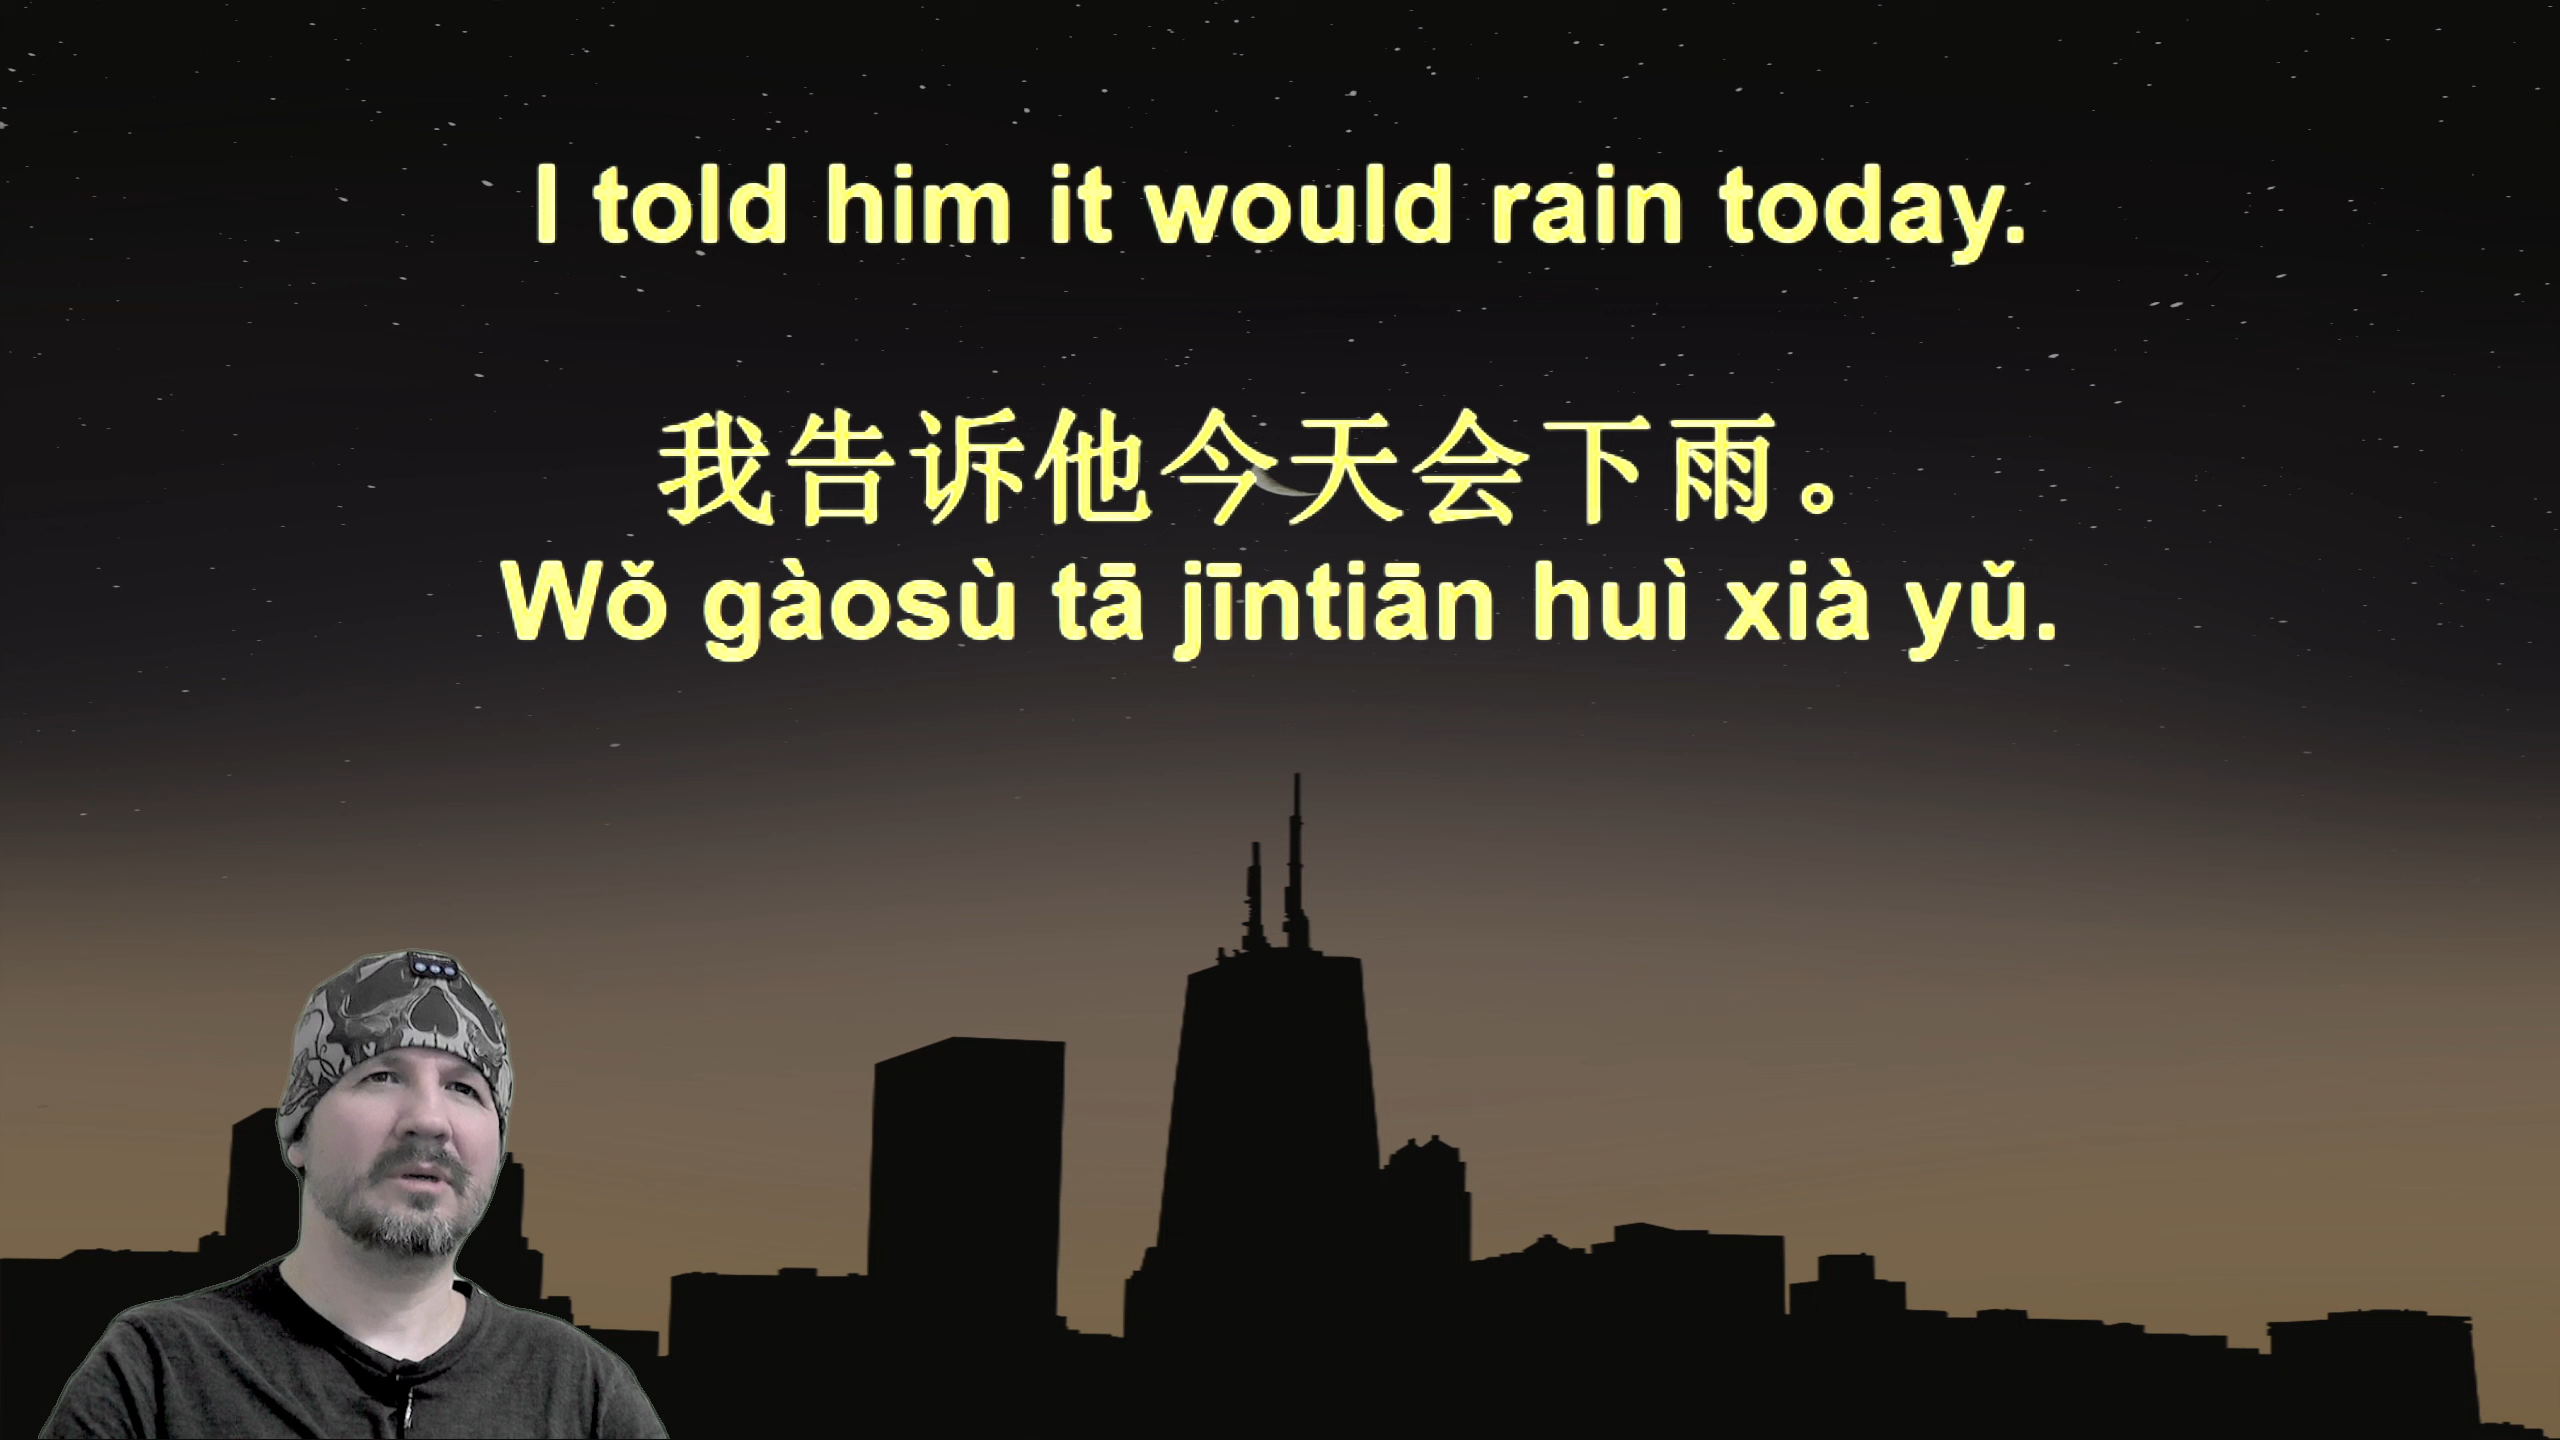 I told him it would rain today.
我告诉他今天会下雨。
Wǒ gàosù tā jīntiān huì xià yǔ.